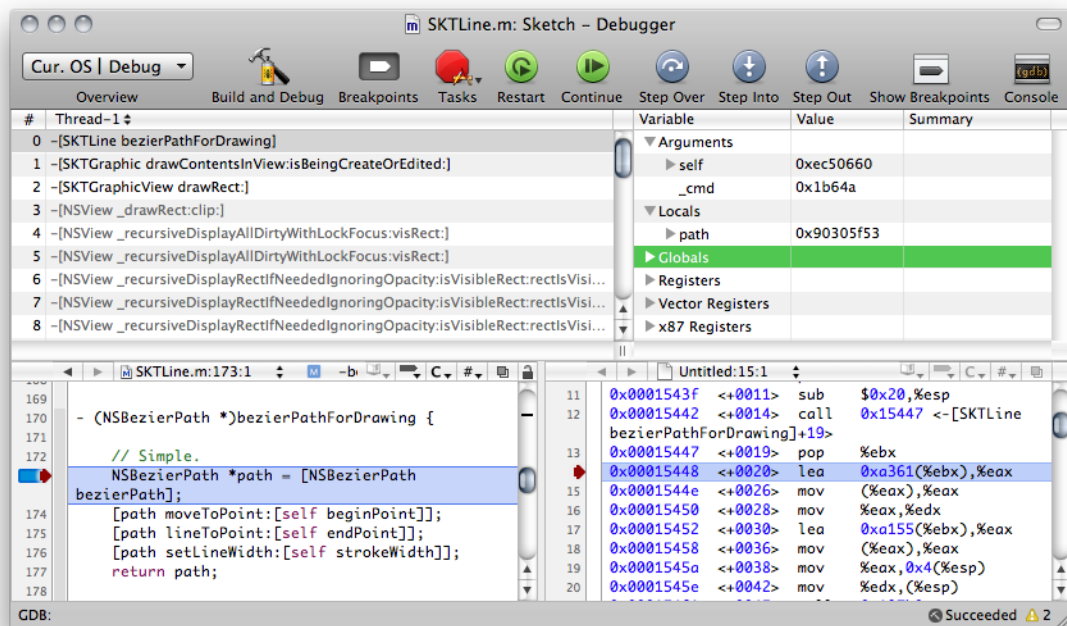 SKTLine.m: Sketch – Debugger
Cur. OS | Debug
Overview Build and Debug Breakpoints Tasks Restart Continue Step Over Step Into Step Out Show Breakpoints Console
(gdb)
# Thread-1
0 -[SKTLine bezierPathForDrawing]
1 -[SKTGraphic drawContentsInView:isBeingCreateOrEdited:]
2 -[SKTGraphicView drawRect:]
3 -[NSView _drawRect:clip:]
4 -[NSView _recursiveDisplayAllDirtyWithLockFocus:visRect:]
5 -[NSView _recursiveDisplayAllDirtyWithLockFocus:visRect:]
6 -[NSView _recursiveDisplayRectIfNeededIgnoringOpacity:isVisibleRect:rectIsVisi...
7 -[NSView _recursiveDisplayRectIfNeededIgnoringOpacity:isVisibleRect:rectIsVisi...
8 -[NSView _recursiveDisplayRectIfNeededIgnoringOpacity:isVisibleRect:rectIsVisi...
Variable Value Summary
Arguments
self 0xec50660
_cmd 0x1b64a
Locals
path 0x90305f53
Globals
Registers
Vector Registers
x87 Registers
SKTLine.m:173:1 M C #
169
170 - (NSBezierPath *)bezierPathForDrawing {
171
172 // Simple.
NSBezierPath *path = [NSBezierPath
bezierPath];
174 [path moveToPoint:[self beginPoint]];
175 [path lineToPoint:[self endPoint]];
176 [path setLineWidth:[self strokeWidth]];
177 return path;
178
Untitled:15:1 C #
11 0x0001543f <+0011> sub $0x20,%esp
12 0x00015442 <+0014> call 0x15447 <-[SKTLine
bezierPathForDrawing]+19>
13 0x00015447 <+0019> pop %ebx
0x00015448 <+0020> lea 0xa361(%ebx),%eax
15 0x0001544e <+0026> mov (%eax),%eax
16 0x00015450 <+0028> mov %eax,%edx
17 0x00015452 <+0030> lea 0xa155(%ebx),%eax
18 0x00015458 <+0036> mov (%eax),%eax
19 0x0001545a <+0038> mov %eax,0x4(%esp)
20 0x0001545e <+0042> mov %edx,(%esp)
GDB:
Succeeded 2